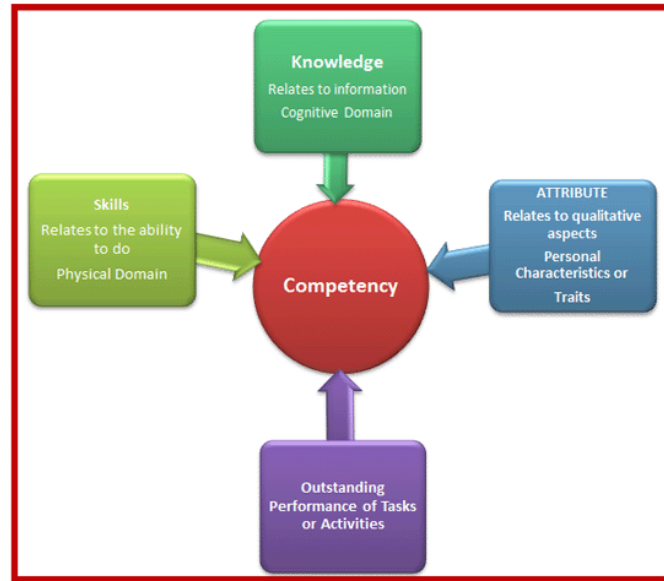 Knowledge
Relates to information
Cognitive Domain
Skills
Relates to the ability
to do
Physical Domain
ATTRIBUTE
Relates to qualitative
aspects
Personal
Characteristics or
Traits
Competency
Outstanding
Performance of Tasks
or Activities